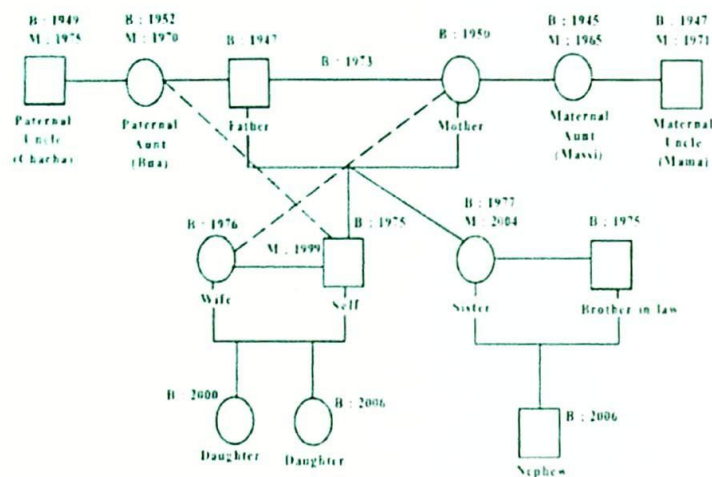 B : 1949
M : 1975
B : 1952
M : 1970
B : 1947
B : 1973
B : 1950
B : 1945
M : 1965
B : 1947
M : 1971
Paternal
Uncle
(Chacha)
Paternal
Aunt
(Bua)
Father
Mother
Maternal
Aunt
(Massi)
Maternal
Uncle
(Mama)
B : 1976
M : 1999
B : 1975
B : 1977
M : 2004
B : 1975
Wife
Self
Sister
Brother in law
B : 2000
B : 2006
B : 2006
Daughter
Daughter
Nephew